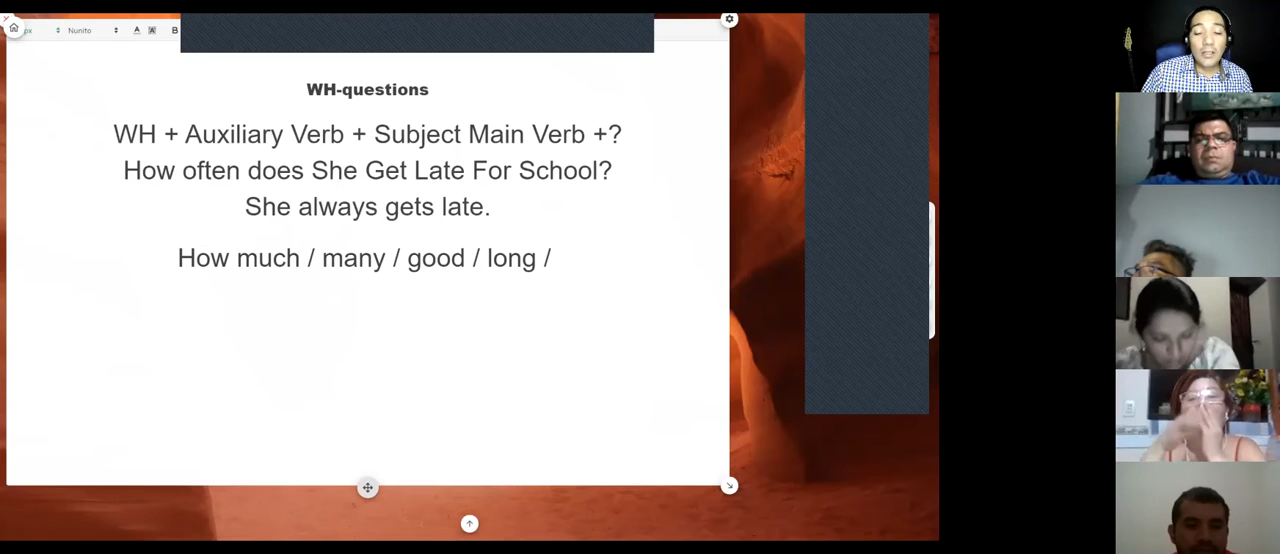 px Nunito A A B
WH-questions
WH + Auxiliary Verb + Subject Main Verb +?
How often does She Get Late For School?
She always gets late.
How much / many / good / long /